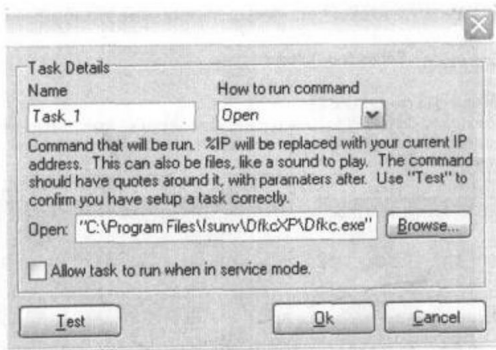 Task Details
Name
How to run command
Task_1
Open
Command that will be run. %IP will be replaced with your current IP
address. This can also be files, like a sound to play. The command
should have quotes around it, with paramaters after. Use "Test" to
confirm you have setup a task correctly.
Open: "C:\Program Files\!sunv\DfkcXP\Dfkc.exe" Browse...
Allow task to run when in service mode.
Test Ok Cancel